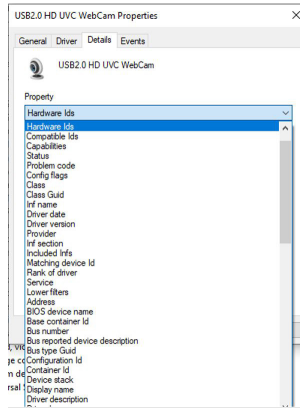 USB2.0 HD UVC WebCam Properties
General Driver Details Events
USB2.0 HD UVC WebCam
Property
Hardware Ids
Hardware Ids
Compatible Ids
Capabilities
Status
Problem code
Config flags
Class
Class Guid
Inf name
Driver date
Driver version
Provider
Inf section
Included Infs
Matching device Id
Rank of driver
Service
Lower filters
Address
BIOS device name
Base container Id
Bus number
Bus reported device description
Bus type Guid
Configuration Id
Container Id
Device stack
Display name
Driver description